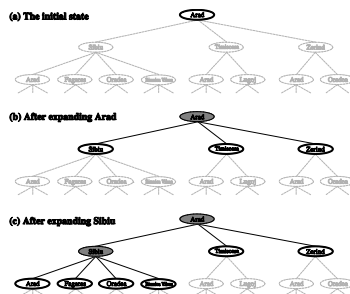 (a) The initial state
Arad
Sibiu Timisoara Zerind
Arad Fagaras Oradea Rimnicu Vilcea Arad Lugoj Arad Oradea
(b) After expanding Arad
Arad
Sibiu Timisoara Zerind
Arad Fagaras Oradea Rimnicu Vilcea Arad Lugoj Arad Oradea
(c) After expanding Sibiu
Arad
Sibiu Timisoara Zerind
Arad Fagaras Oradea Rimnicu Vilcea Arad Lugoj Arad Oradea